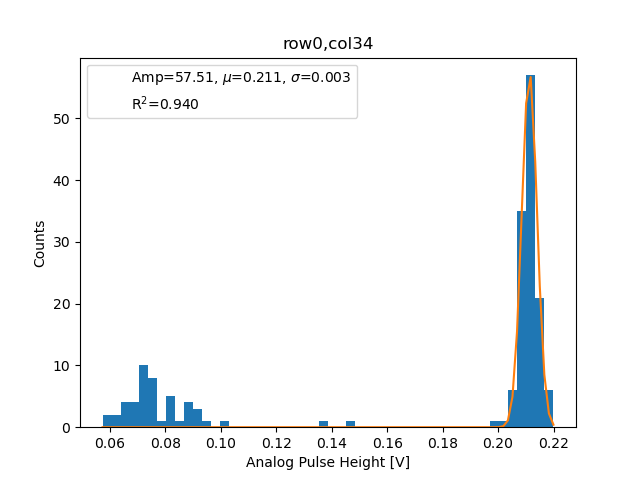 row0,col34
Amp=57.51, μ=0.211, σ=0.003
R²=0.940
Counts
50
40
30
20
10
0
0.06 0.08 0.10 0.12 0.14 0.16 0.18 0.20 0.22
Analog Pulse Height [V]